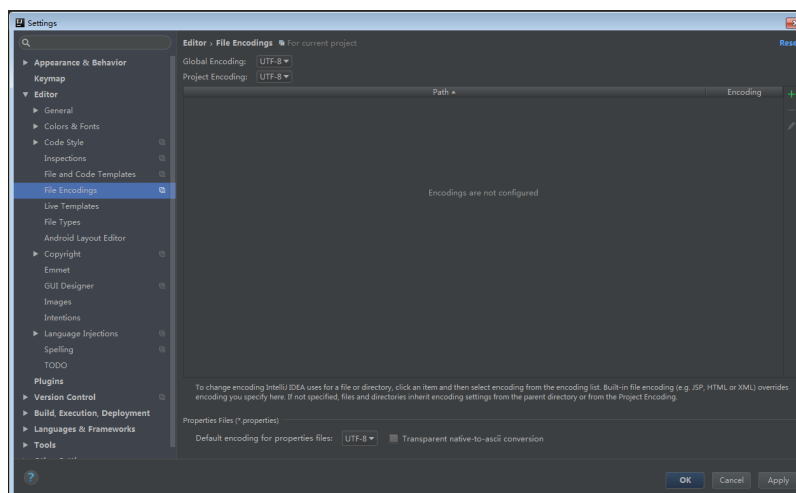 Settings
Editor › File Encodings For current project
Rese
Global Encoding: UTF-8
Project Encoding: UTF-8
Path Encoding
Encodings are not configured
Appearance & Behavior
Keymap
Editor
General
Colors & Fonts
Code Style
Inspections
File and Code Templates
File Encodings
Live Templates
File Types
Android Layout Editor
Copyright
Emmet
GUI Designer
Images
Intentions
Language Injections
Spelling
TODO
Plugins
Version Control
Build, Execution, Deployment
Languages & Frameworks
Tools
To change encoding IntelliJ IDEA uses for a file or directory, click an item and then select encoding from the encoding list. Built-in file encoding (e.g. JSP, HTML or XML) overrides
encoding you specify here. If not specified, files and directories inherit encoding settings from the parent directory or from the Project Encoding.
Properties Files (*.properties)
Default encoding for properties files: UTF-8 Transparent native-to-ascii conversion
?
OK Cancel Apply